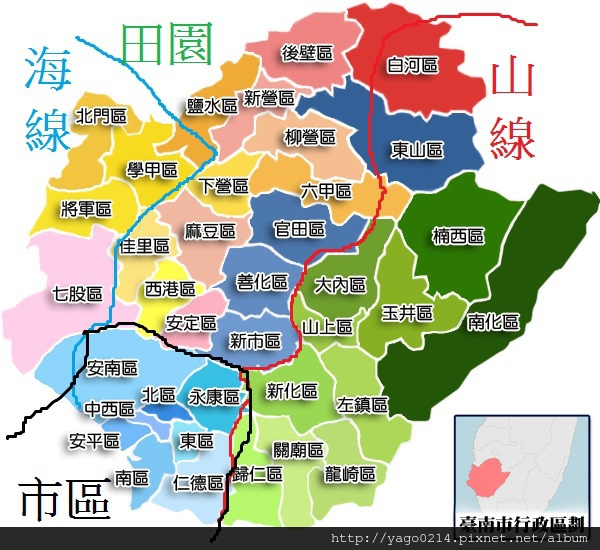 田園
海線
山線
後壁區
白河區
新營區
鹽水區
北門區
柳營區
東山區
學甲區
下營區
六甲區
將軍區
官田區
麻豆區
楠西區
佳里區
善化區
大內區
西港區
七股區
玉井區
南化區
安定區
山上區
新市區
安南區
新化區
北區
永康區
左鎮區
中西區
安平區
東區
關廟區
歸仁區
龍崎區
南區
仁德區
市區
臺南市行政區劃
http://yago0214.pixnet.net/album